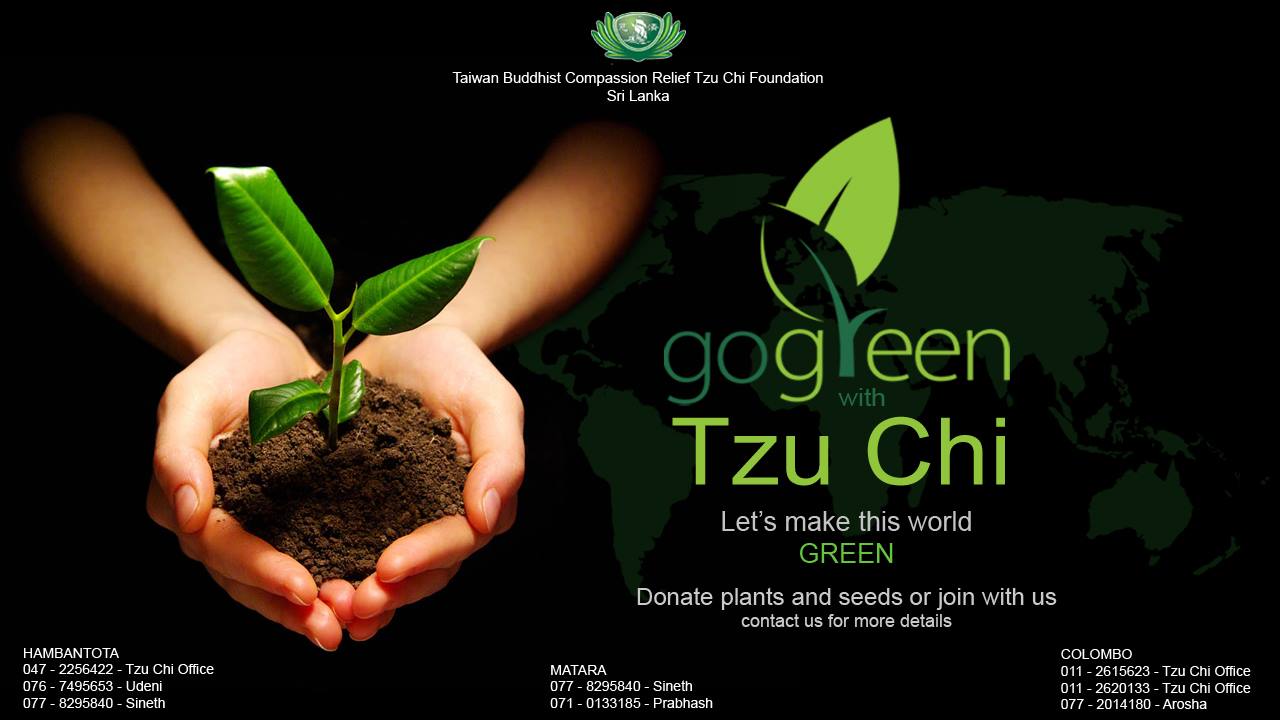 Taiwan Buddhist Compassion Relief Tzu Chi Foundation
Sri Lanka
gogreen
with
Tzu Chi
Let's make this world
GREEN
Donate plants and seeds or join with us
contact us for more details
HAMBANTOTA
047 - 2256422 - Tzu Chi Office
076 - 7495653 - Udeni
077 - 8295840 - Sineth
MATARA
077 - 8295840 - Sineth
071 - 0133185 - Prabhash
COLOMBO
011 - 2615623 - Tzu Chi Office
011 - 2620133 - Tzu Chi Office
077 - 2014180 - Arosha